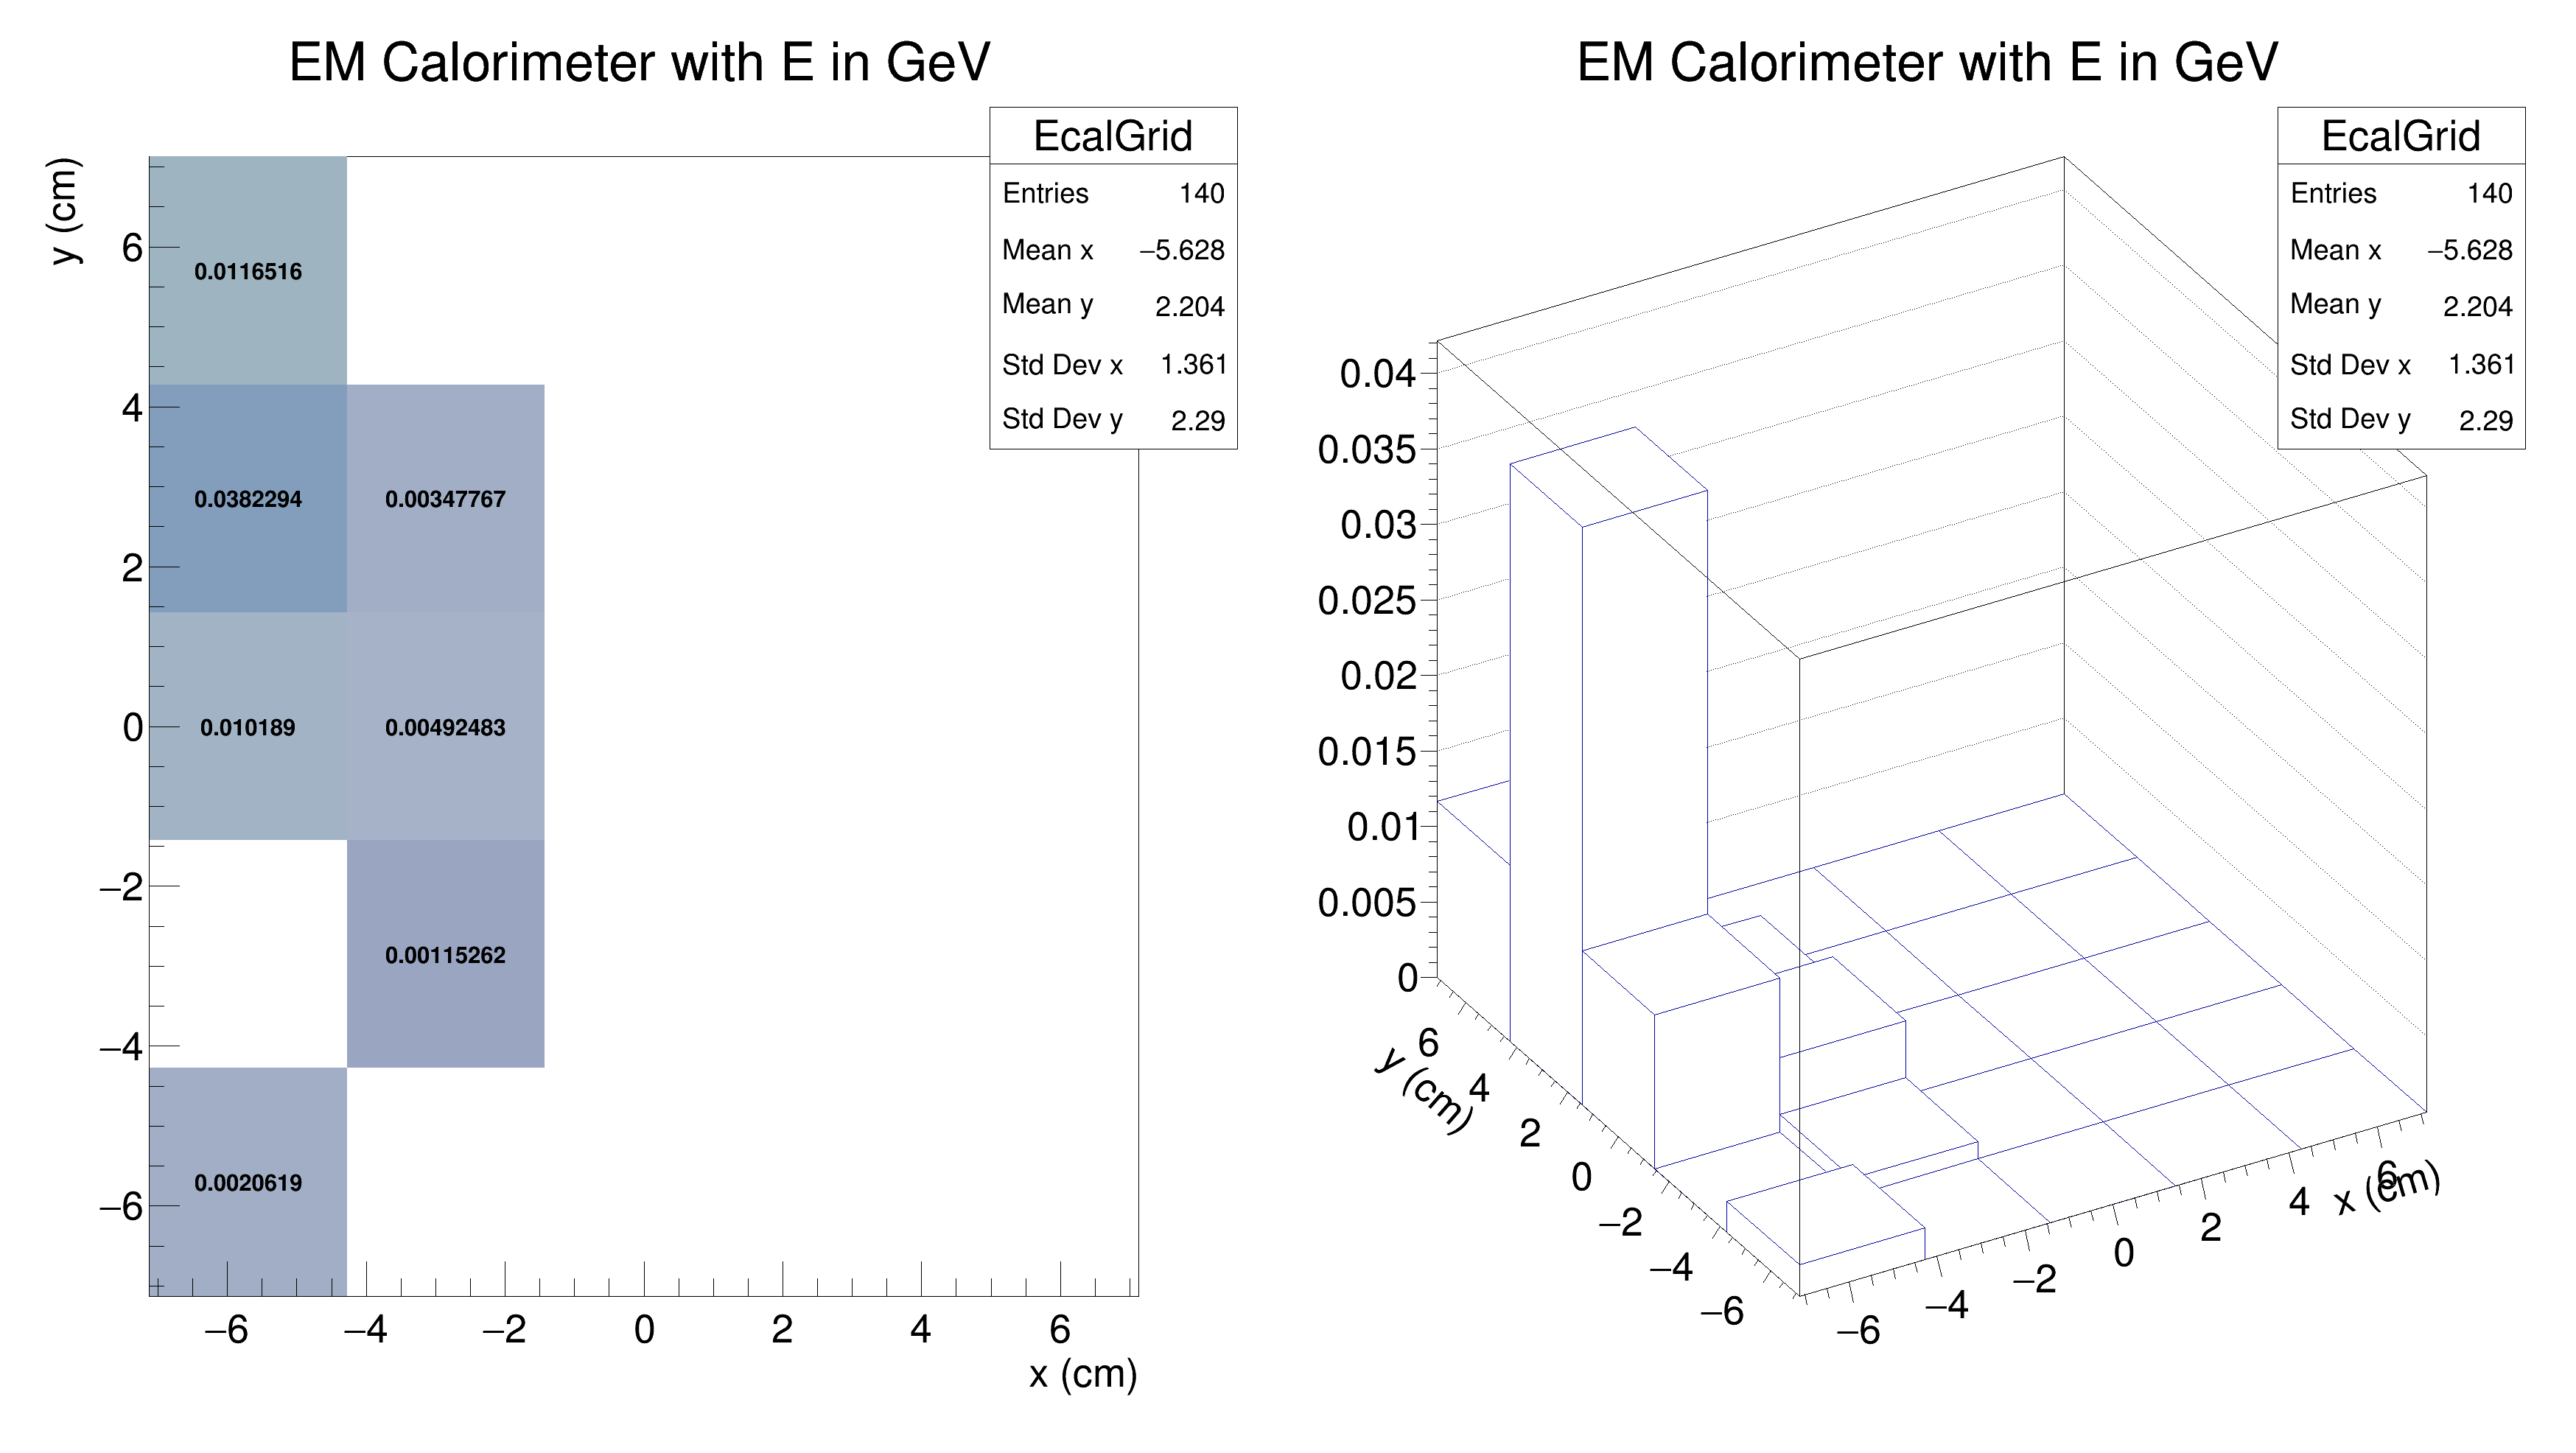 EM Calorimeter with E in GeV
EcalGrid
Entries 140
Mean x −5.628
Mean y 2.204
Std Dev x 1.361
Std Dev y 2.29
y (cm)
6
4
2
0
−2
−4
−6
0.0116516
0.0382294 0.00347767
0.010189 0.00492483
0.00115262
0.0020619
−6 −4 −2 0 2 4 6
x (cm)
EM Calorimeter with E in GeV
EcalGrid
Entries 140
Mean x −5.628
Mean y 2.204
Std Dev x 1.361
Std Dev y 2.29
0.04
0.035
0.03
0.025
0.02
0.015
0.01
0.005
0
6
4
2
0
−2
−4
−6
y (cm)
−6
−4
−2
0
2
4
6
x (cm)